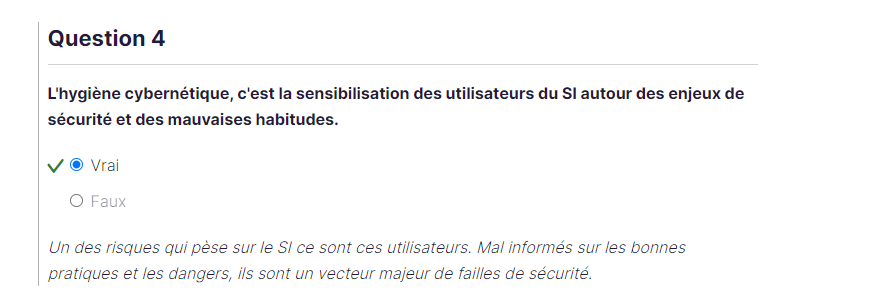 Question 4
L'hygiène cybernétique, c'est la sensibilisation des utilisateurs du SI autour des enjeux de
sécurité et des mauvaises habitudes.
Vrai
Faux
Un des risques qui pèse sur le SI ce sont ces utilisateurs. Mal informés sur les bonnes
pratiques et les dangers, ils sont un vecteur majeur de failles de sécurité.